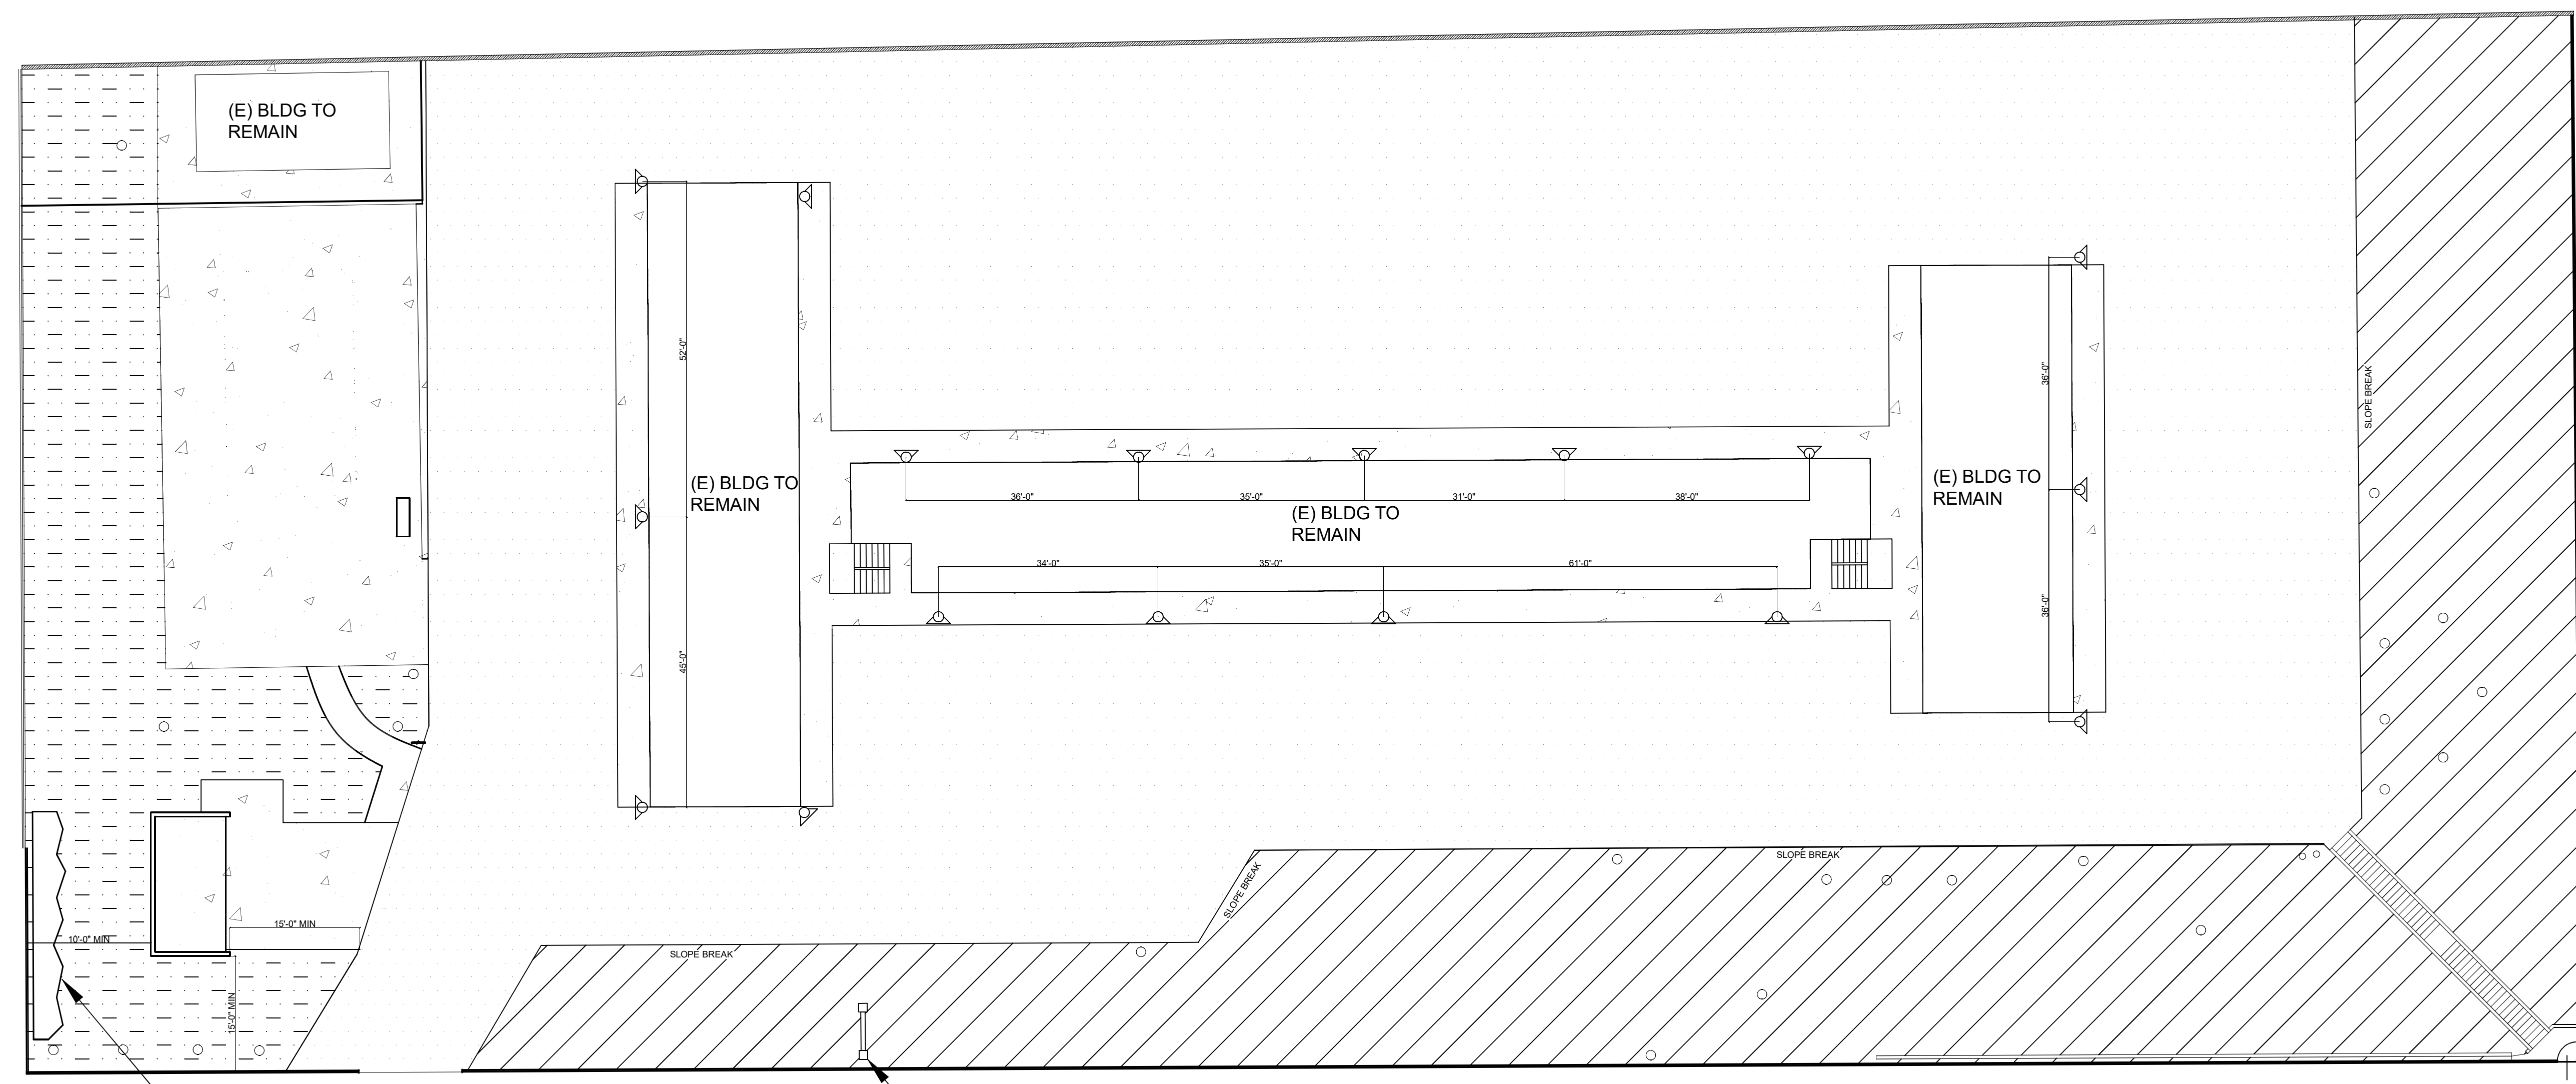 (E) BLDG TO
REMAIN
52'-0"
45'-0"
(E) BLDG TO
REMAIN
36'-0"
35'-0"
31'-0"
38'-0"
(E) BLDG TO
REMAIN
34'-0"
35'-0"
61'-0"
36'-0"
36'-0"
(E) BLDG TO
REMAIN
SLOPE BREAK
SLOPE BREAK
SLOPE BREAK
SLOPE BREAK
15'-0" MIN
10'-0" MIN
15'-0" MIN